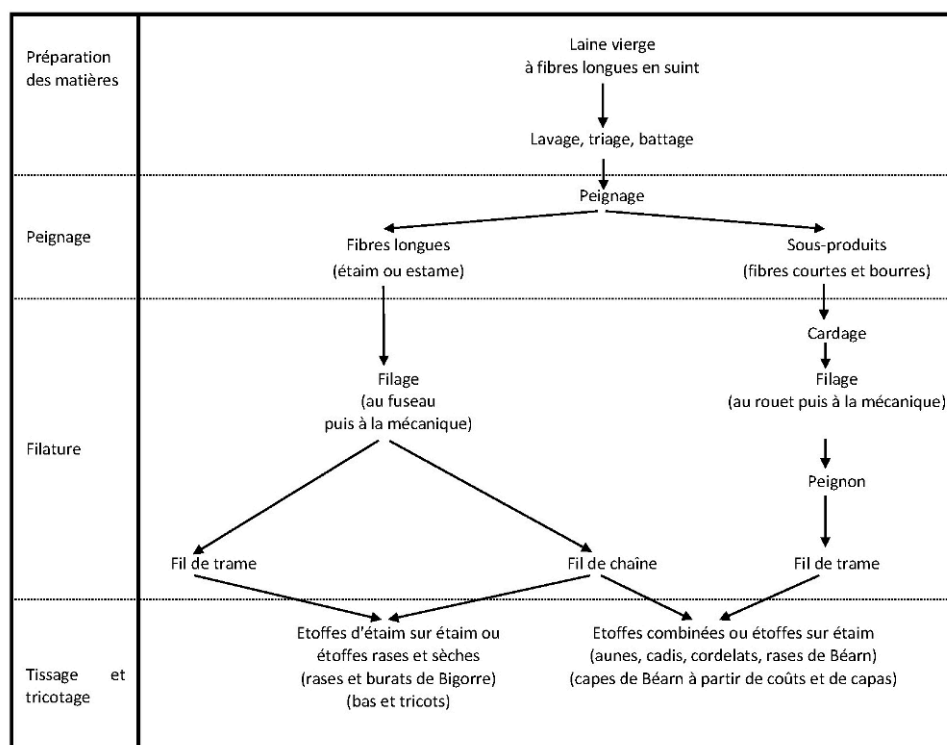 Préparation
des matières
Laine vierge
à fibres longues en suint
Lavage, triage, battage
Peignage
Peignage
Fibres longues
(étaim ou estame)
Sous-produits
(fibres courtes et bourres)
Filature
Cardage
Filage
(au fuseau
puis à la mécanique)
Filage
(au rouet puis à la mécanique)
Peignon
Fil de trame
Fil de chaîne
Fil de trame
Tissage et
tricotage
Etoffes d'étaim sur étaim ou
étoffes rases et sèches
(rases et burats de Bigorre)
(bas et tricots)
Etoffes combinées ou étoffes sur étaim
(aunes, cadis, cordelats, rases de Béarn)
(capes de Béarn à partir de coûts et de capas)